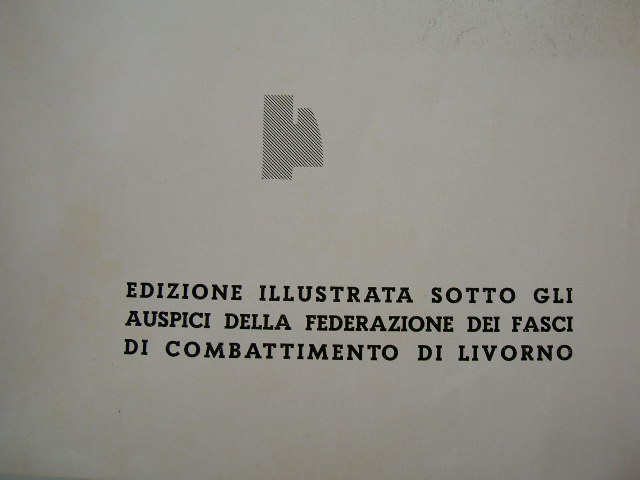 EDIZIONE ILLUSTRATA SOTTO GLI
AUSPICI DELLA FEDERAZIONE DEI FASCI
DI COMBATTIMENTO DI LIVORNO